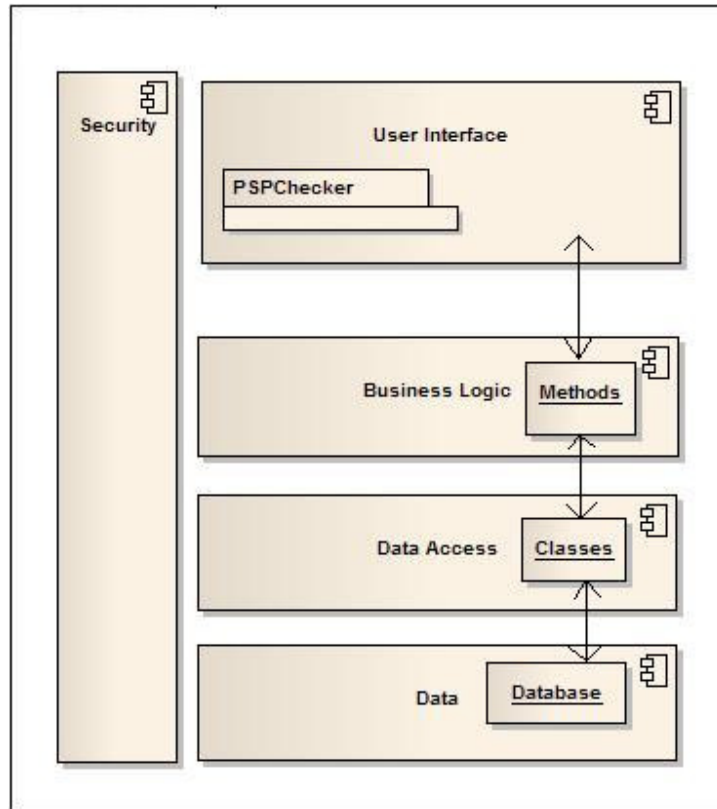 Security
User Interface
PSPChecker
Business Logic
Methods
Data Access
Classes
Data
Database